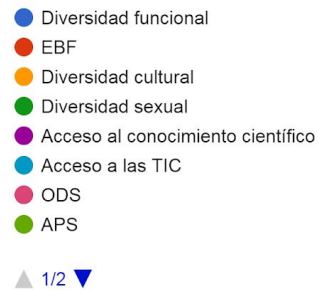 Diversidad funcional
EBF
Diversidad cultural
Diversidad sexual
Acceso al conocimiento científico
Acceso a las TIC
ODS
APS
1/2